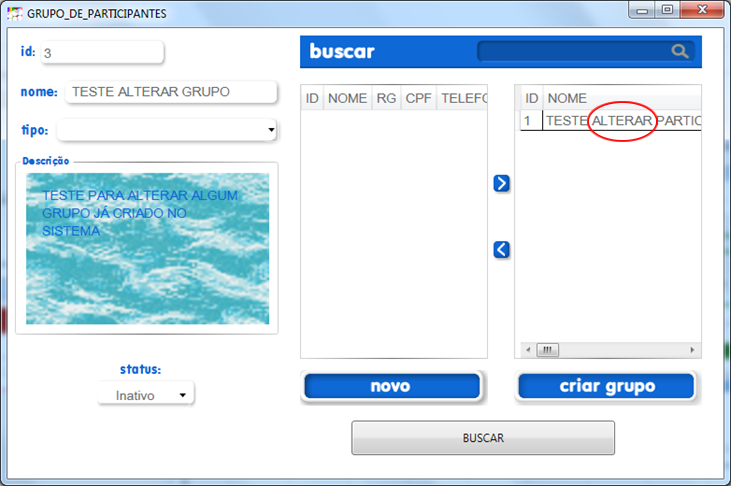 GRUPO_DE_PARTICIPANTES
id: 3
nome: TESTE ALTERAR GRUPO
tipo:
Descrição
TESTE PARA ALTERAR ALGUM
GRUPO JÁ CRIADO NO
SISTEMA
status:
Inativo
buscar
ID NOME RG CPF TELEFO
ID NOME
1 TESTE ALTERAR PARTIC
novo
criar grupo
BUSCAR